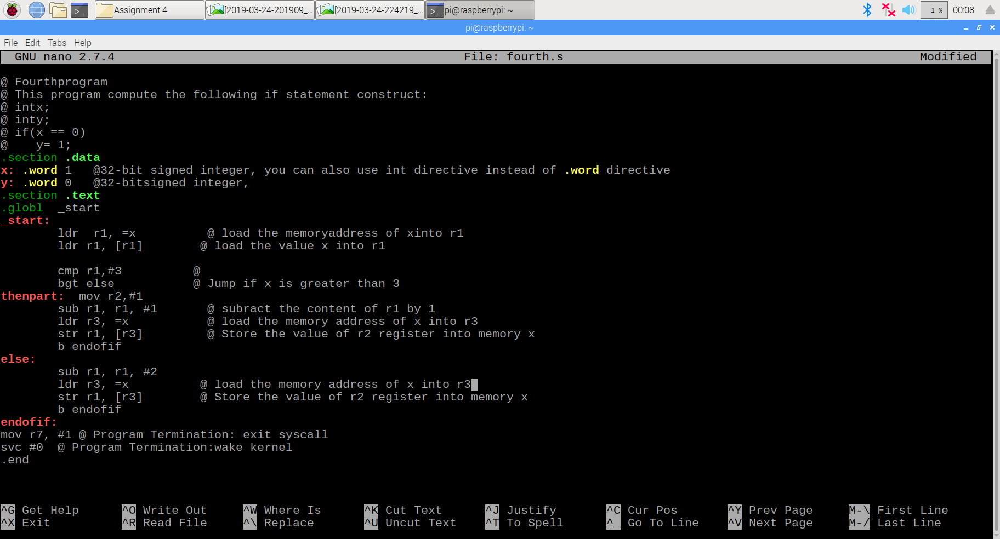 Assignment 4 [2019-03-24-201909_... [2019-03-24-224219_... pi@raspberrypi: ~ 1 % 00:08
pi@raspberrypi: ~
File Edit Tabs Help
GNU nano 2.7.4 File: fourth.s Modified
@ Fourthprogram
@ This program compute the following if statement construct:
@ intx;
@ inty;
@ if(x == 0)
@    y= 1;
.section .data
x: .word 1   @32-bit signed integer, you can also use int directive instead of .word directive
y: .word 0   @32-bitsigned integer,
.section .text
.globl  _start
_start:
        ldr  r1, =x          @ load the memoryaddress of xinto r1
        ldr r1, [r1]        @ load the value x into r1
        cmp r1,#3          @
        bgt else           @ Jump if x is greater than 3
thenpart:  mov r2,#1
        sub r1, r1, #1       @ subract the content of r1 by 1
        ldr r3, =x           @ load the memory address of x into r3
        str r1, [r3]         @ Store the value of r2 register into memory x
        b endofif
else:
        sub r1, r1, #2
        ldr r3, =x          @ load the memory address of x into r3
        str r1, [r3]        @ Store the value of r2 register into memory x
        b endofif
endofif:
mov r7, #1 @ Program Termination: exit syscall
svc #0  @ Program Termination:wake kernel
.end
^G Get Help ^O Write Out ^W Where Is ^K Cut Text ^J Justify ^C Cur Pos ^Y Prev Page M-\ First Line
^X Exit ^R Read File ^\ Replace ^U Uncut Text ^T To Spell ^_ Go To Line ^V Next Page M-/ Last Line